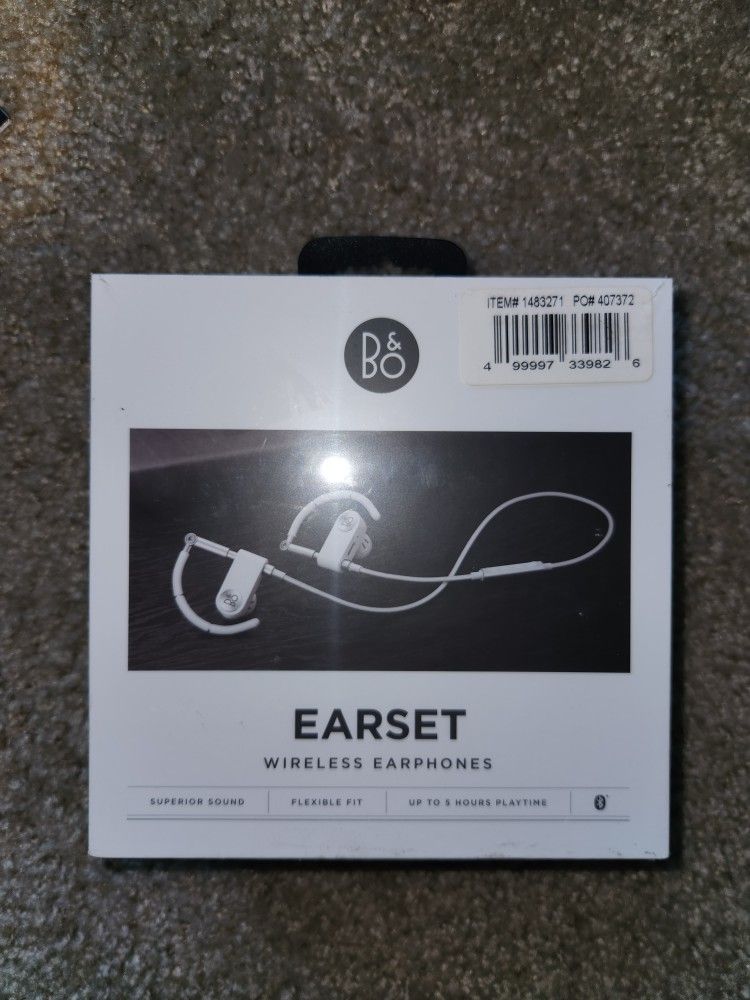 ITEM# 1483271 PO# 407372
4 99997 33982 6
B&O
B&O
B&O
EARSET
WIRELESS EARPHONES
SUPERIOR SOUND
FLEXIBLE FIT
UP TO 5 HOURS PLAYTIME